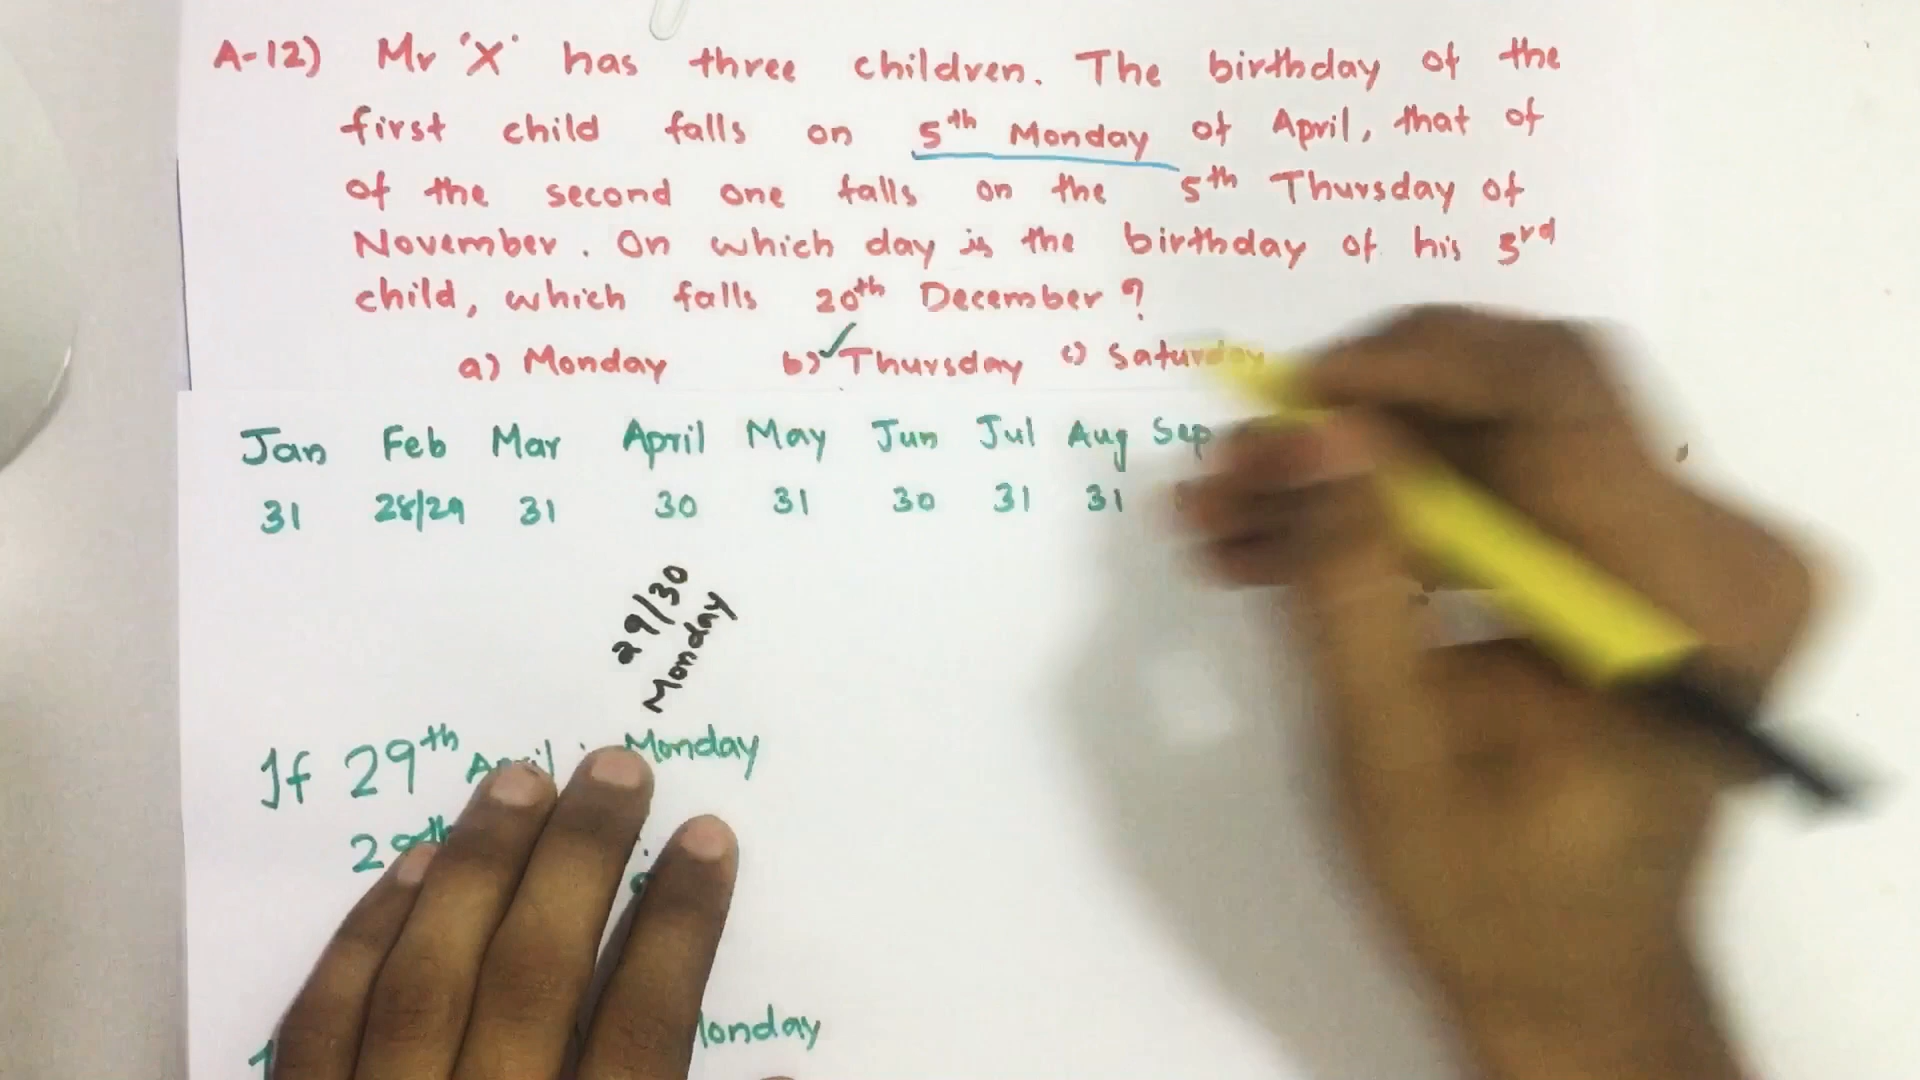 A-12) Mr 'X' has three children. The birthday of the
first child falls on 5th Monday of April, that of
of the second one falls on the 5th Thursday of
November. On which day is the birthday of his 3rd
child, which falls 20th December?
a) Monday b) Thursday c) Saturday
Jan Feb Mar April May Jun Jul Aug Sep
31 28/29 31 30 31 30 31 31
29/30
Monday
If 29th April Monday
Monday